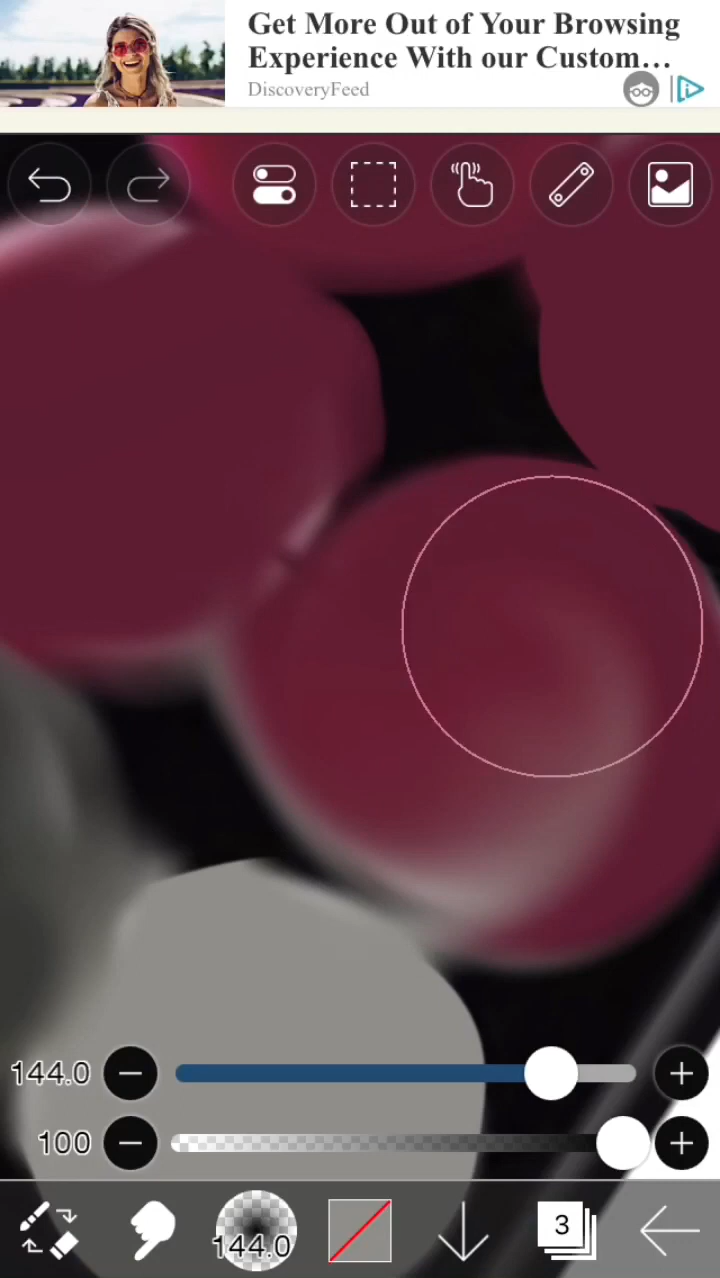 Get More Out of Your Browsing
Experience With our Custom...
DiscoveryFeed
144.0
100
144.0
3